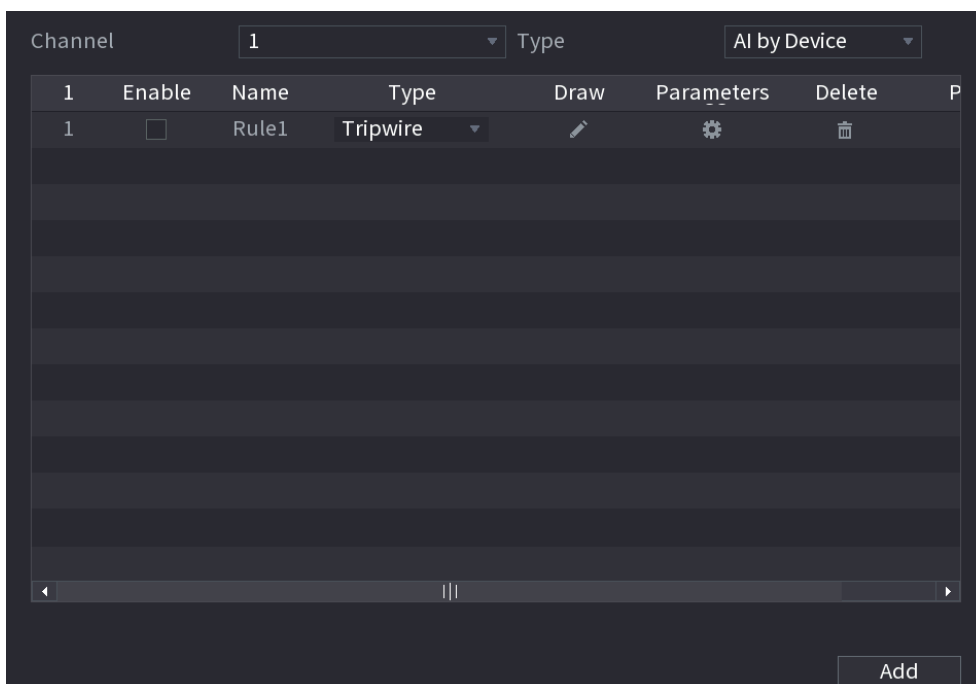 Channel 1 Type AI by Device
1 Enable Name Type Draw Parameters Delete P
1 Rule1 Tripwire
Add